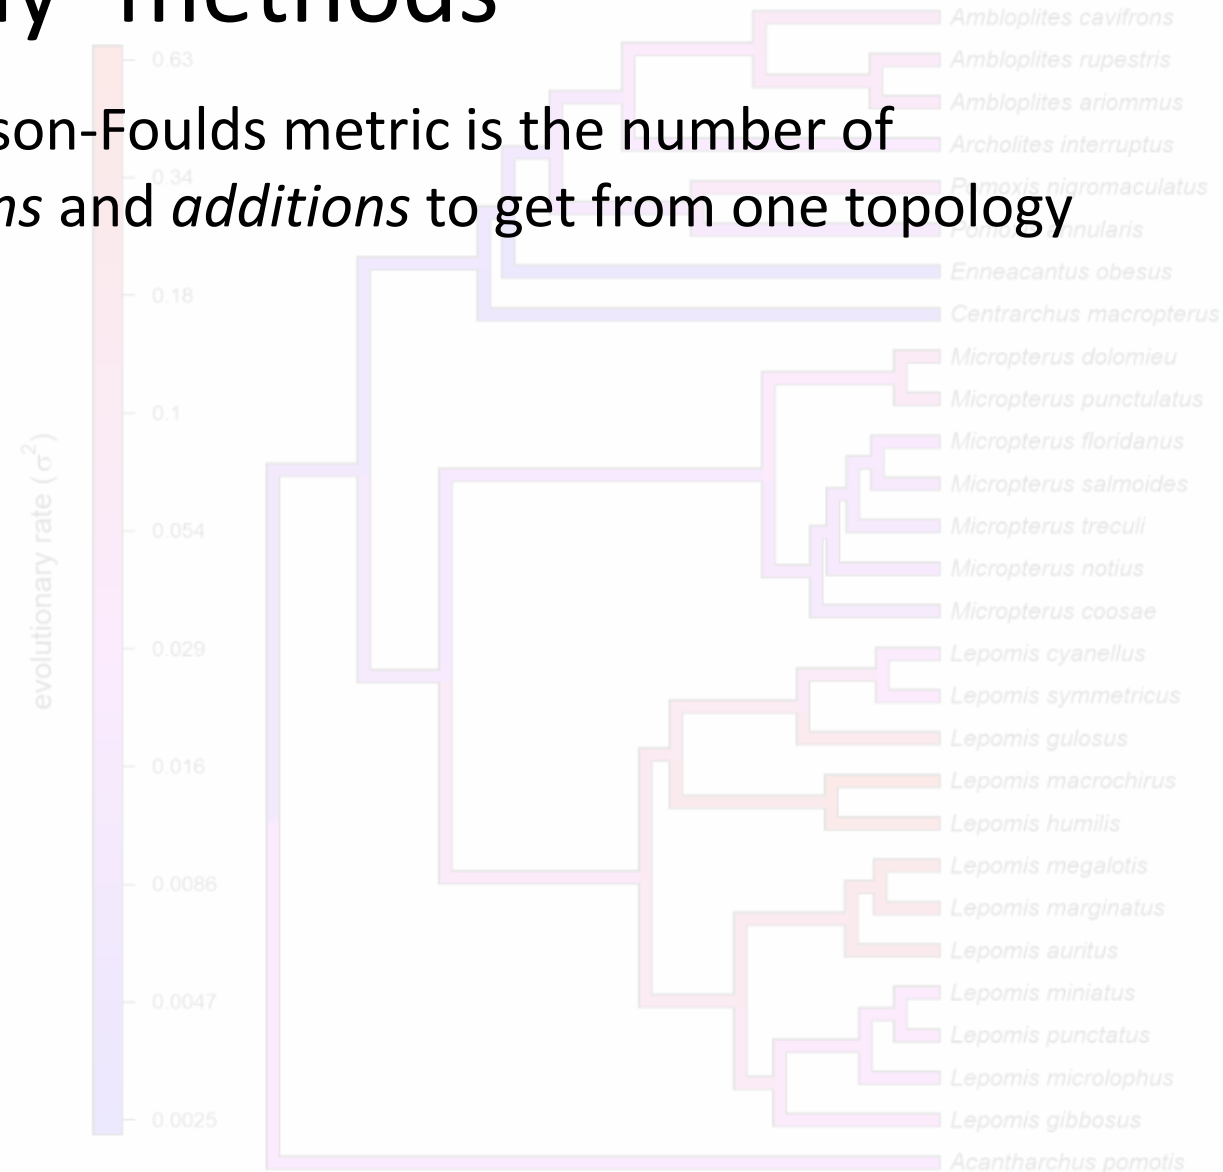 y methods
son-Foulds metric is the number of
ns and additions to get from one topology
evolutionary rate (σ²)
0.63
0.34
0.18
0.1
0.054
0.029
0.016
0.0086
0.0047
0.0025
Ambloplites cavifrons
Ambloplites rupestris
Ambloplites ariommus
Archolites interruptus
Pomoxis nigromaculatus
Pomoxis annularis
Enneacantus obesus
Centrarchus macropterus
Micropterus dolomieu
Micropterus punctulatus
Micropterus floridanus
Micropterus salmoides
Micropterus treculi
Micropterus notius
Micropterus coosae
Lepomis cyanellus
Lepomis symmetricus
Lepomis gulosus
Lepomis macrochirus
Lepomis humilis
Lepomis megalotis
Lepomis marginatus
Lepomis auritus
Lepomis miniatus
Lepomis punctatus
Lepomis microlophus
Lepomis gibbosus
Acantharchus pomotis